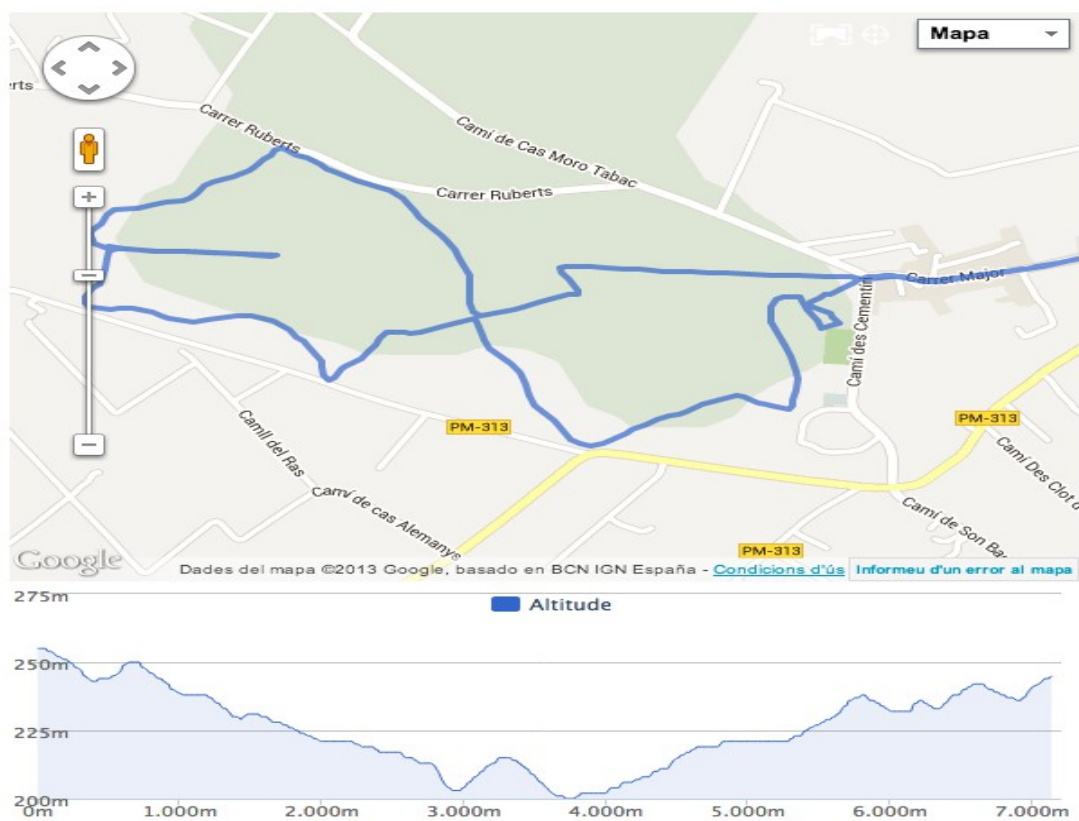 Mapa
rts
Carrer Ruberts
Camí de Cas Moro Tabac
Carrer Ruberts
Carrer Major
Camí des Cementiri
PM-313
PM-313
Camíl del Ras
Camí Des Clot d
Camÿ de cas Alemanys
Camí de Son Ba
PM-313
Google
Dades del mapa ©2013 Google, basado en BCN IGN España - Condicions d'ús
Informeu d'un error al mapa
275m
Altitude
250m
225m
200m
0m 1.000m 2.000m 3.000m 4.000m 5.000m 6.000m 7.000m